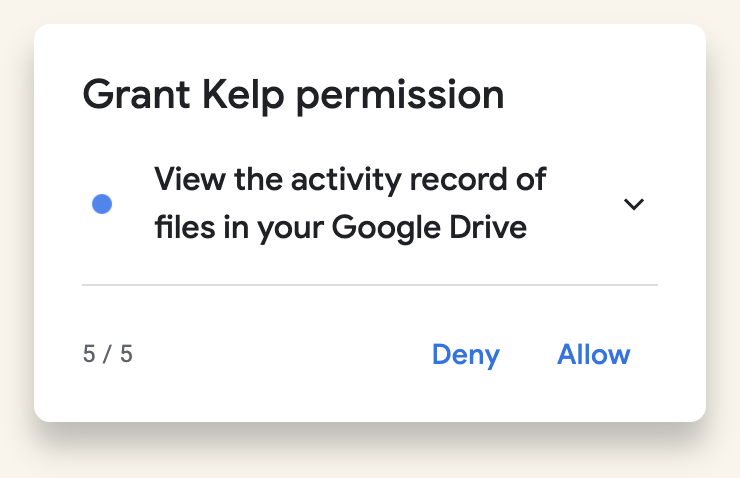 Grant Kelp permission
View the activity record of
files in your Google Drive
5 / 5
Deny
Allow